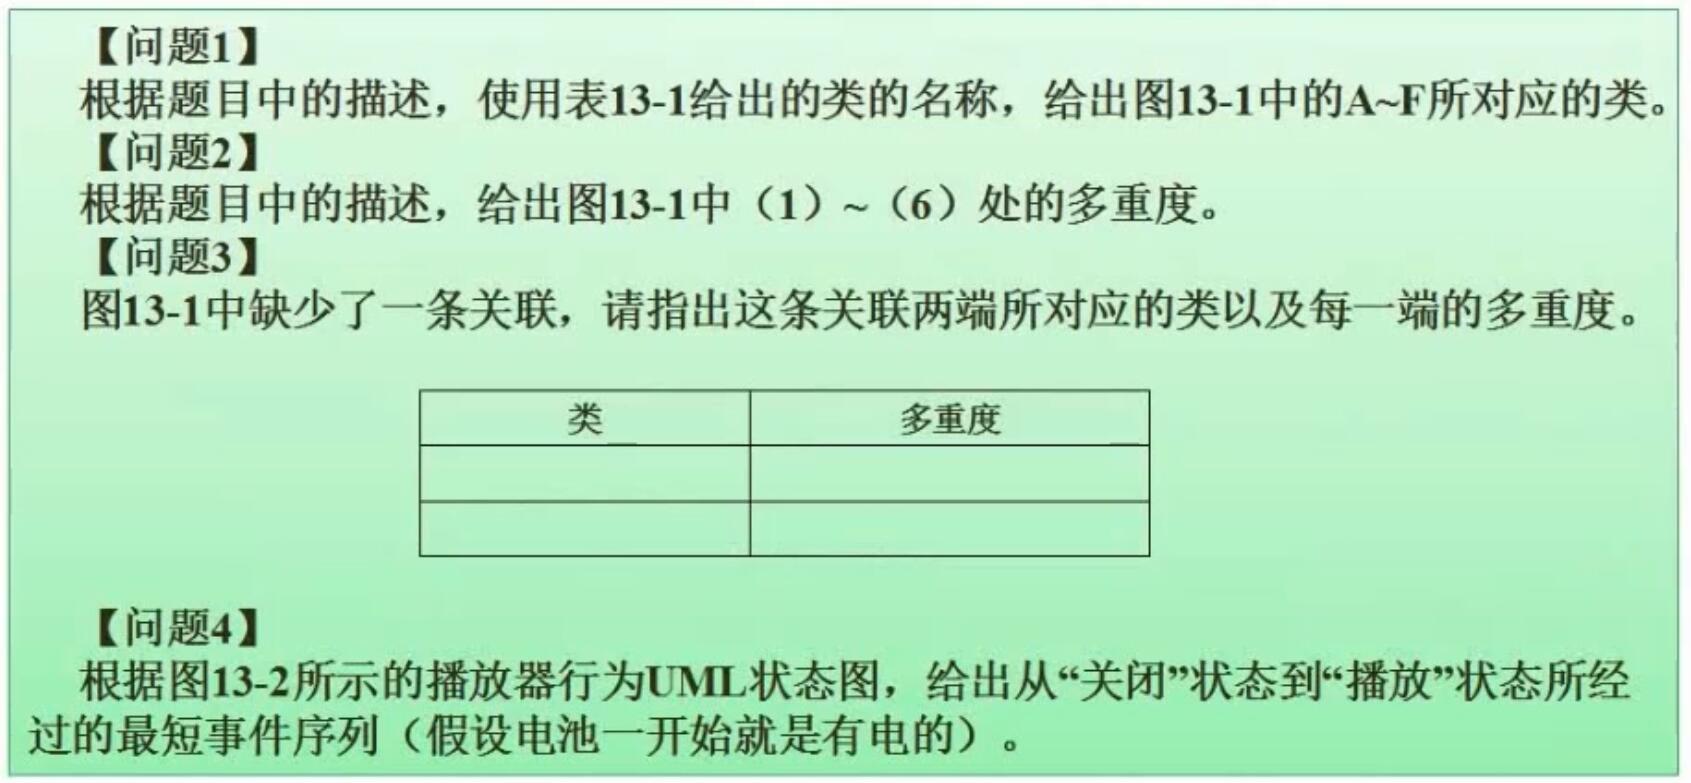 【问题1】
根据题目中的描述，使用表13-1给出的类的名称，给出图13-1中的A~F所对应的类。
【问题2】
根据题目中的描述，给出图13-1中（1）~（6）处的多重度。
【问题3】
图13-1中缺少了一条关联，请指出这条关联两端所对应的类以及每一端的多重度。
类 多重度
【问题4】
根据图13-2所示的播放器行为UML状态图，给出从“关闭”状态到“播放”状态所经
过的最短事件序列（假设电池一开始就是有电的）。